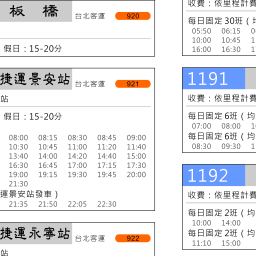 板橋 台北客運 920
假日：15-20分
捷運景安站 台北客運 921
站
假日：15-20分
08:00 08:15 08:30 08:45 09:00
10:30 10:45 11:00 11:20 11:40
13:40 14:00 14:20 14:40 15:00
16:30 16:45 17:00 17:15 17:30
19:00 19:15 19:30 19:45 20:00
21:30
運景安站發車）
21:35 21:50 22:05 22:30
捷運永寧站 台北客運 922
站
收費：依里程計費
每日固定30班（
05:50 06:15
10:00 10:45
16:00 16:30
1191
收費：依里程計費
每日固定6班（均
07:00 08:00
每日固定6班（均
08:30 09:30
1192
收費：依里程計費
每日固定2班（均
10:00 14:00
每日固定2班（均
11:10 15:00